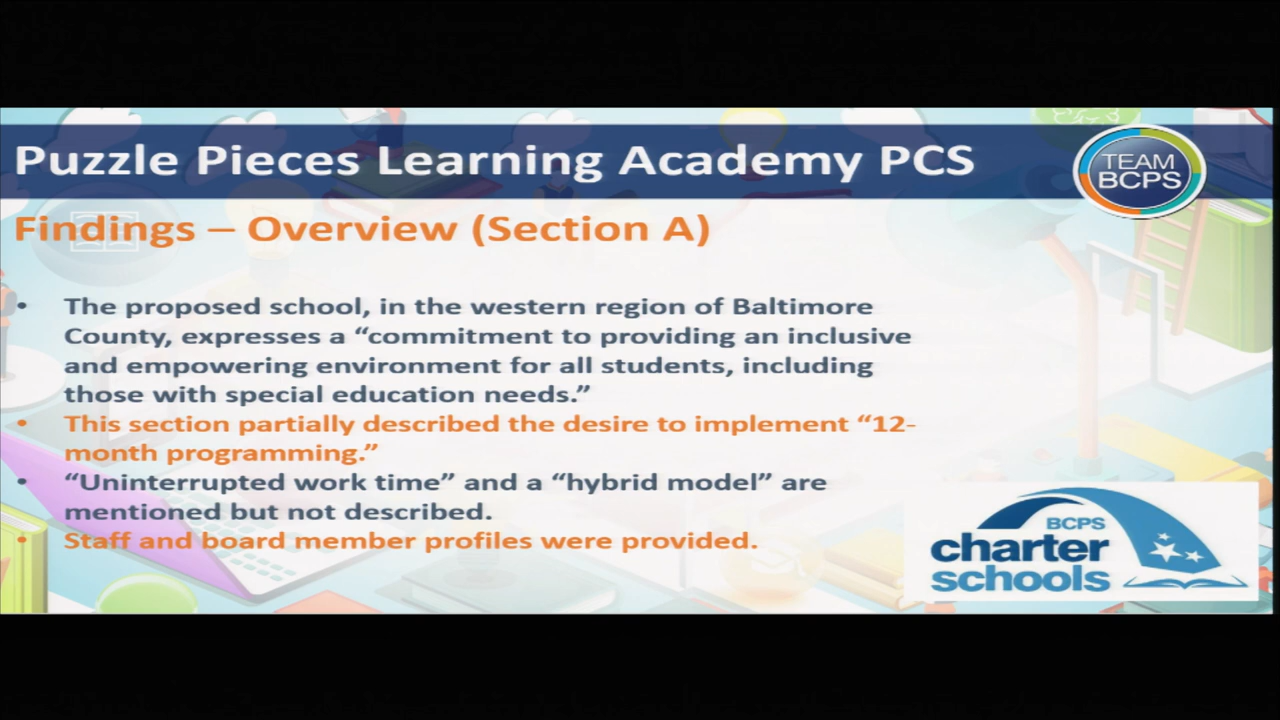 Puzzle Pieces Learning Academy PCS
TEAM
BCPS
Findings – Overview (Section A)
• The proposed school, in the western region of Baltimore
County, expresses a “commitment to providing an inclusive
and empowering environment for all students, including
those with special education needs.”
• This section partially described the desire to implement “12-
month programming.”
• “Uninterrupted work time” and a “hybrid model” are
mentioned but not described.
• Staff and board member profiles were provided.
BCPS
charter
schools